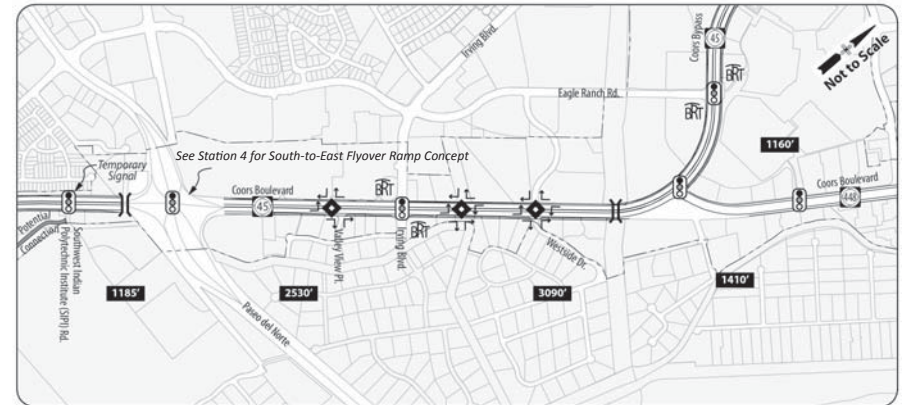 Irving Blvd.
Coors Bypass
45
Not to Scale
BRT
Eagle Ranch Rd.
BRT
1160'
See Station 4 for South-to-East Flyover Ramp Concept
Temporary
Signal
Coors Boulevard
45
BRT
Coors Boulevard
448
Potential
Connection
Southwest Indian
Polytechnic Institute (SIPI) Rd.
Valley View Pl.
Irving Blvd.
BRT
Westside Dr.
1185'
2530'
3090'
1410'
Paseo del Norte